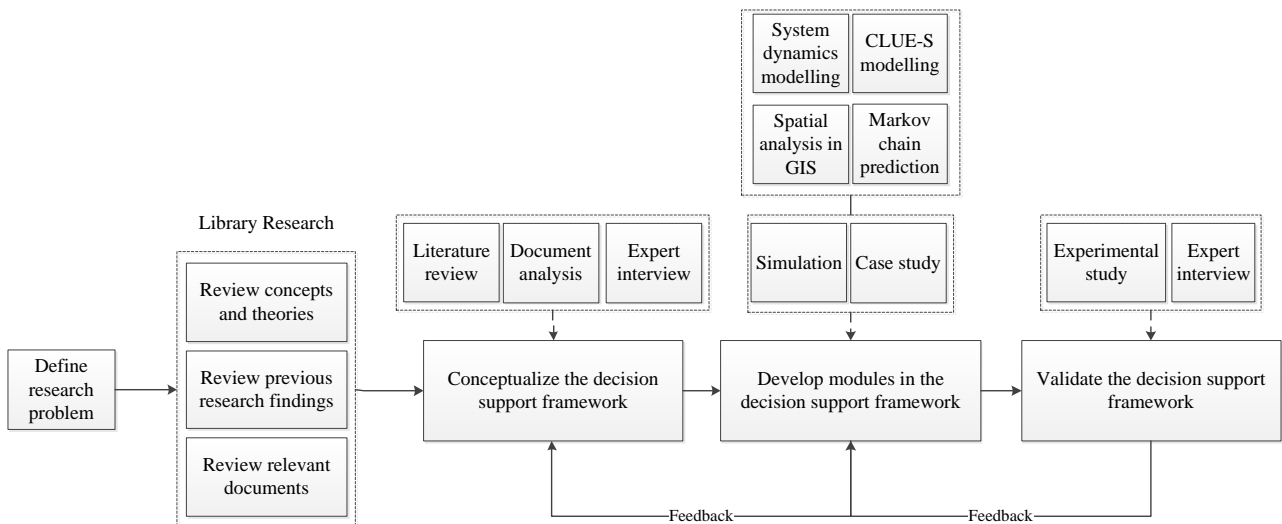 System
dynamics
modelling
CLUE-S
modelling
Spatial
analysis in
GIS
Markov
chain
prediction
Library Research
Literature
review
Document
analysis
Expert
interview
Simulation
Case study
Experimental
study
Expert
interview
Review concepts
and theories
Define
research
problem
Review previous
research findings
Conceptualize the decision
support framework
Develop modules in the
decision support framework
Validate the decision support
framework
Review relevant
documents
Feedback
Feedback